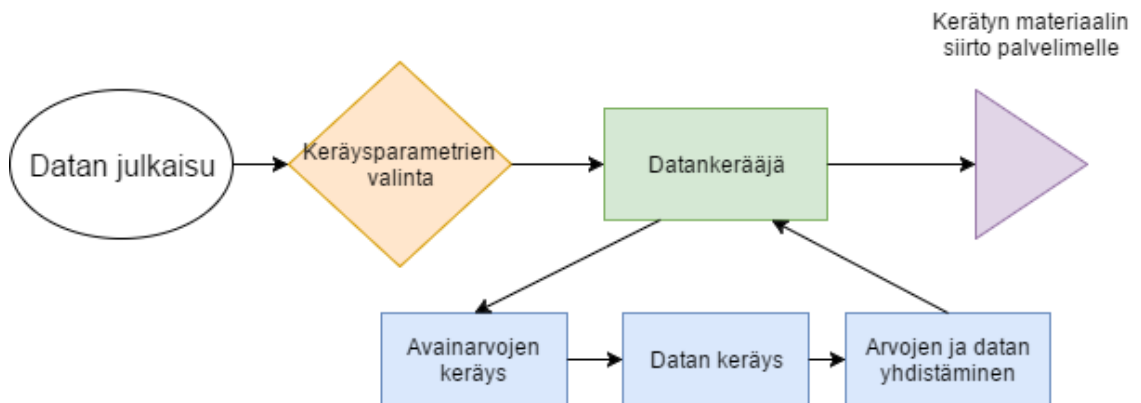 Kerätyn materiaalin
siirto palvelimelle
Datan julkaisu
Keräysparametrien
valinta
Datankerääjä
Avainarvojen
keräys
Datan keräys
Arvojen ja datan
yhdistäminen